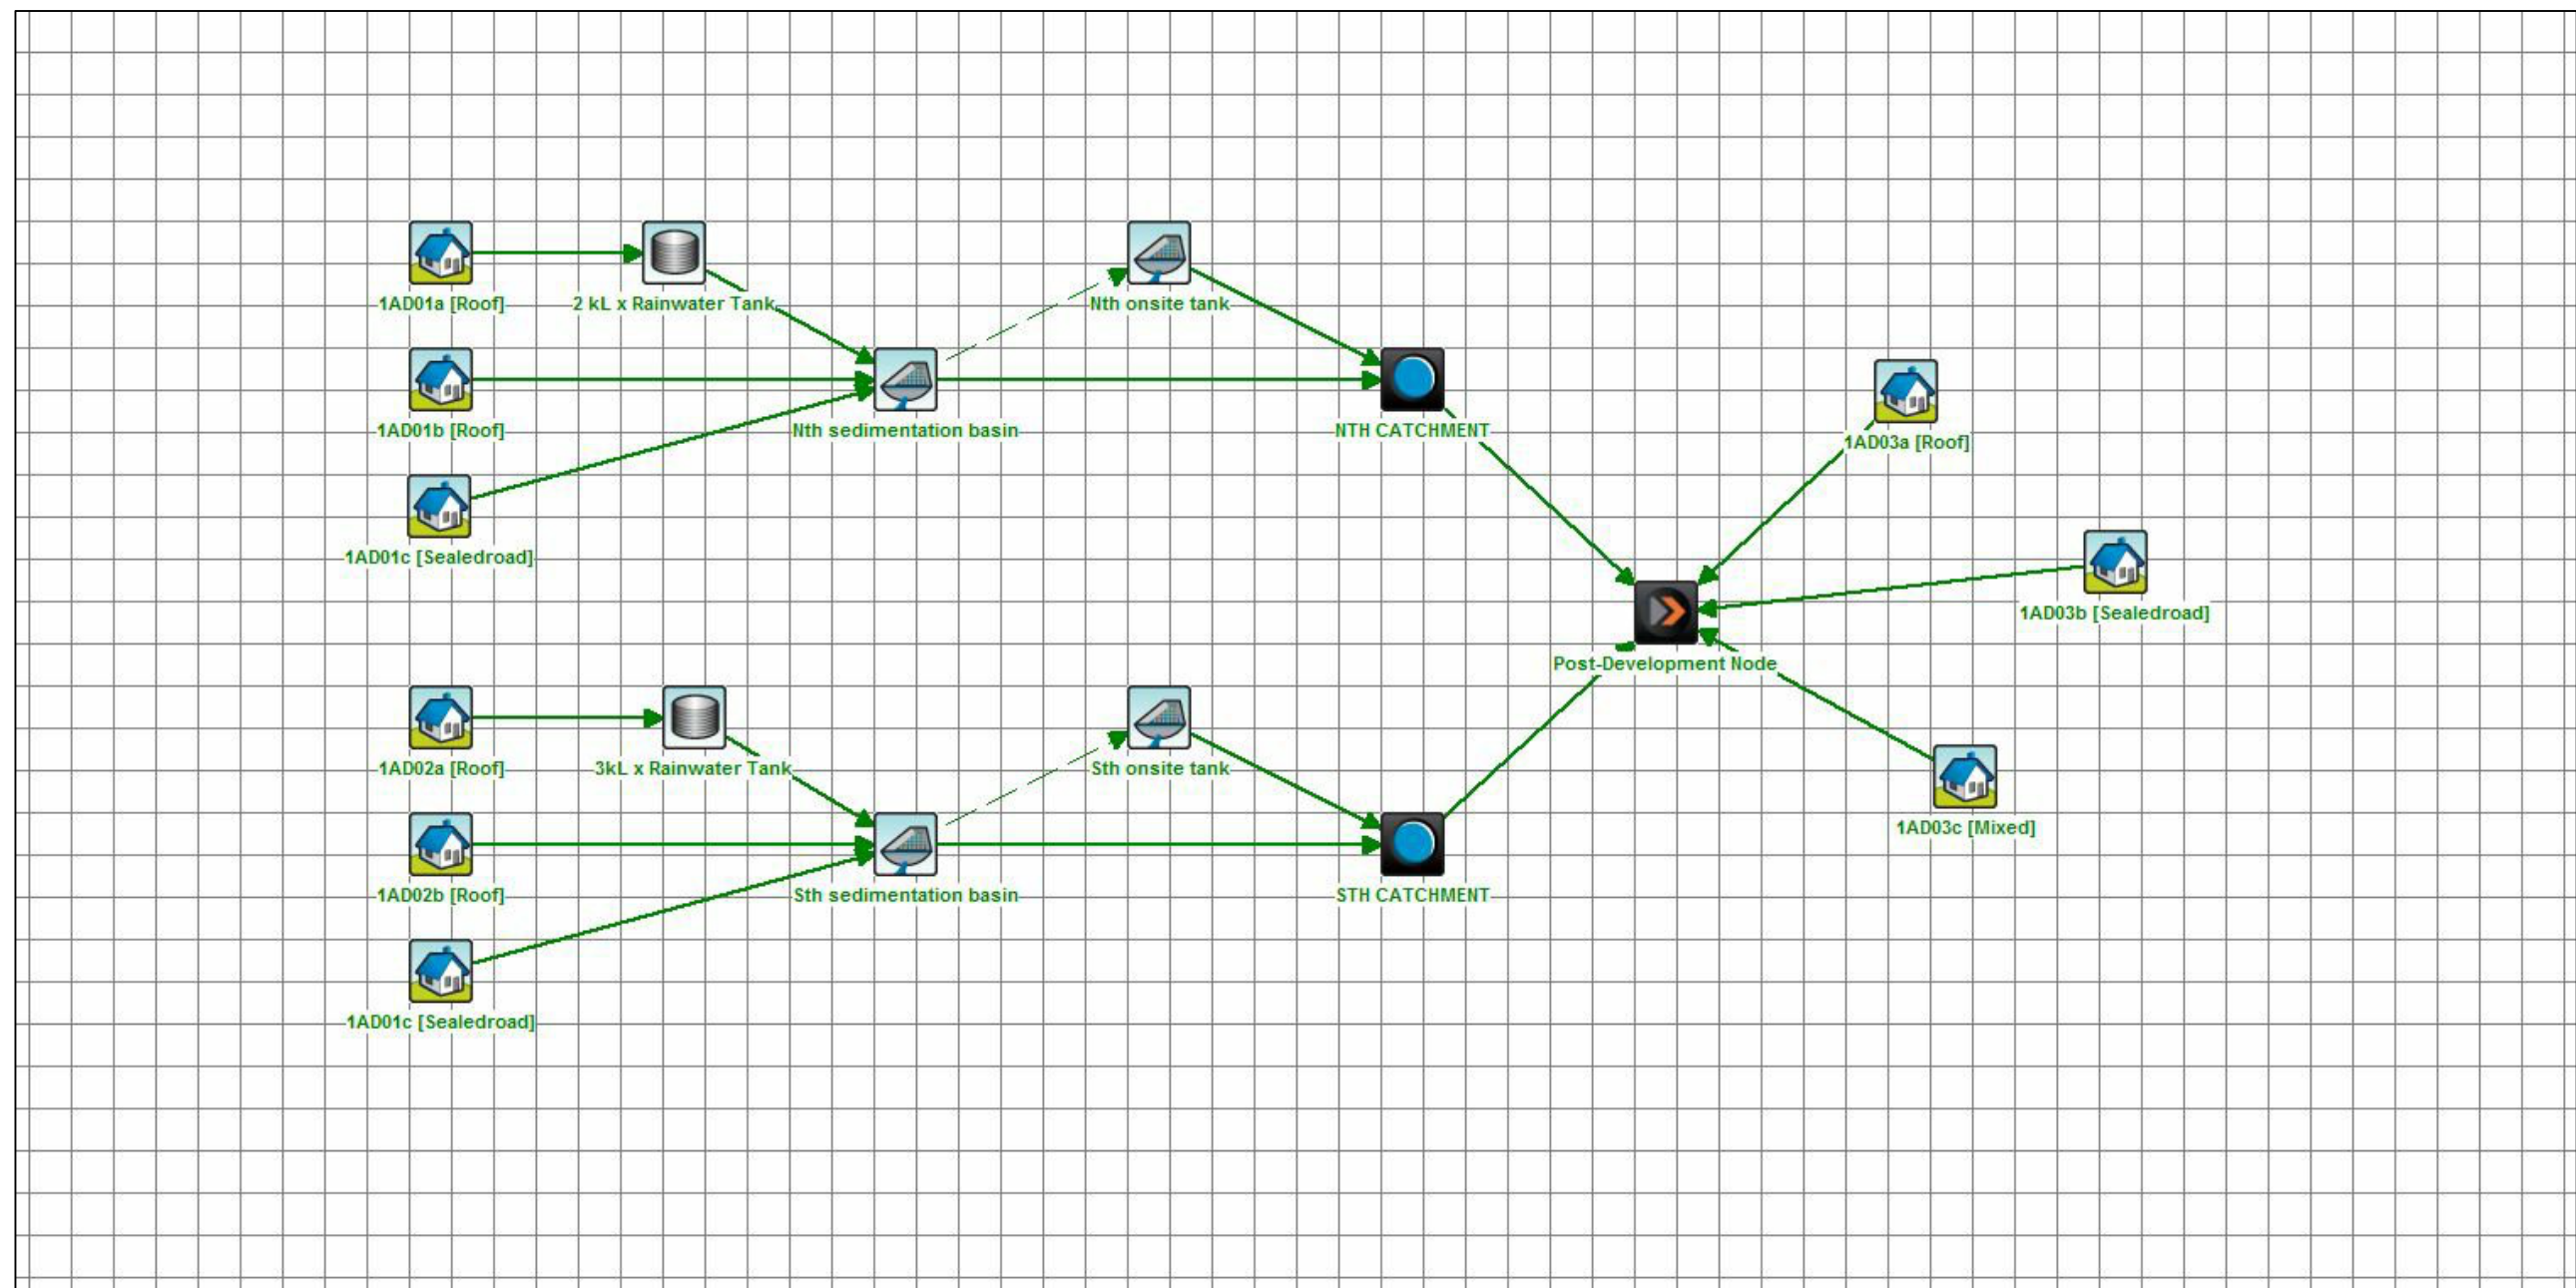 1AD01a [Roof]
2 kL x Rainwater Tank
Nth onsite tank
1AD01b [Roof]
Nth sedimentation basin
NTH CATCHMENT
1AD03a [Roof]
1AD01c [Sealedroad]
1AD03b [Sealedroad]
Post-Development Node
1AD02a [Roof]
3kL x Rainwater Tank
Sth onsite tank
1AD03c [Mixed]
1AD02b [Roof]
Sth sedimentation basin
STH CATCHMENT
1AD01c [Sealedroad]